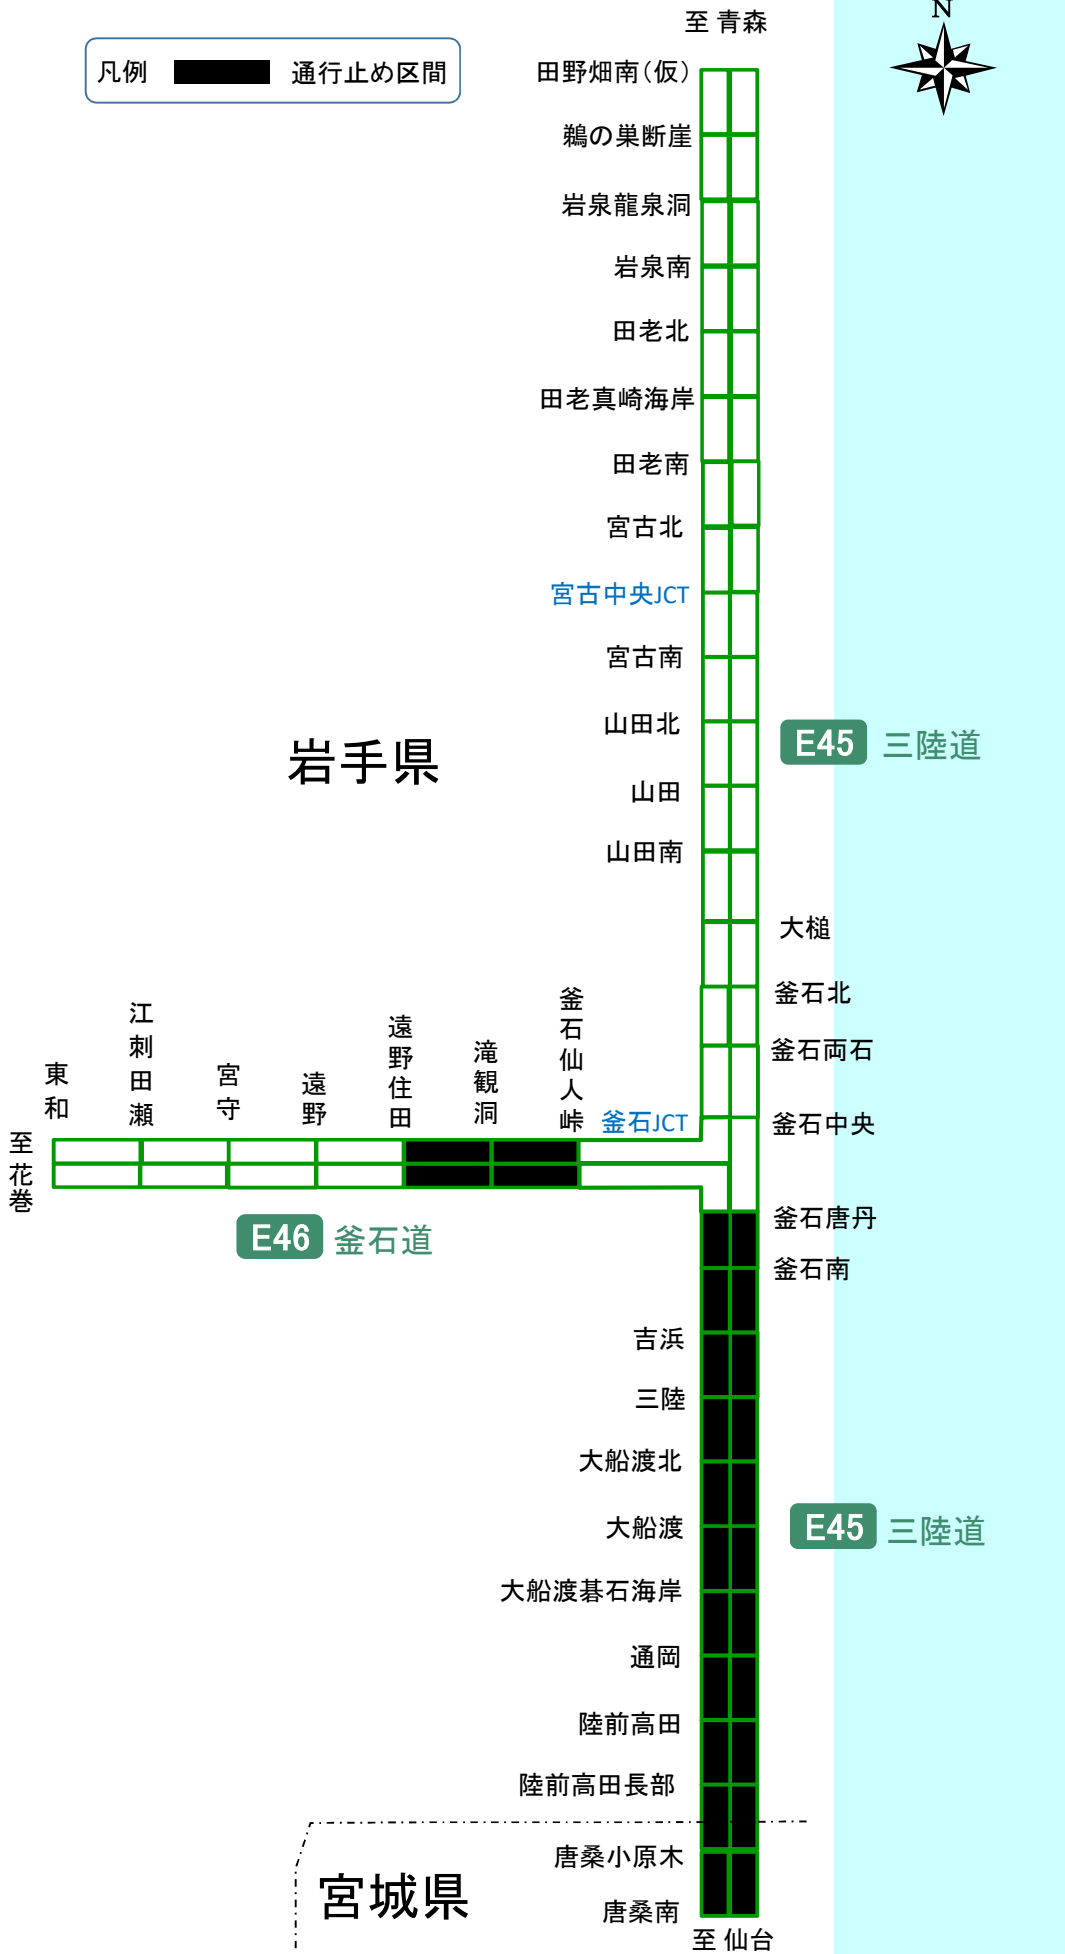 至 青森
N
凡例 通行止め区間
田野畑南(仮)
鵜の巣断崖
岩泉龍泉洞
岩泉南
田老北
田老真崎海岸
田老南
宮古北
宮古中央JCT
宮古南
山田北
E45 三陸道
岩手県
山田
山田南
大槌
釜石北
釜石両石
釜石中央
釜石JCT
釜石仙人峠
滝観洞
遠野住田
遠野
宮守
江刺田瀬
東和
至花巻
E46 釜石道
釜石唐丹
釜石南
吉浜
三陸
大船渡北
大船渡
E45 三陸道
大船渡碁石海岸
通岡
陸前高田
陸前高田長部
唐桑小原木
宮城県
唐桑南
至 仙台